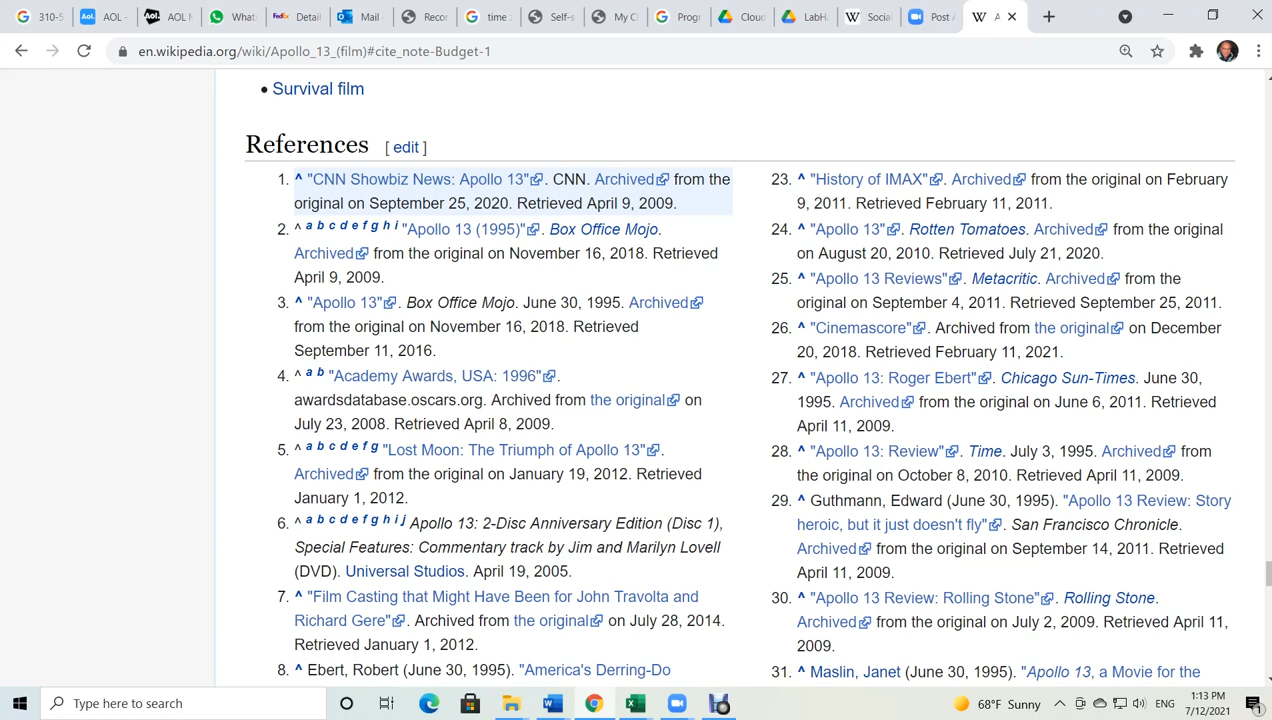 310-5
AOL -
AOL M
What
Detail
Mail
Recor
time
Self-s
My C
Progr
Cloud
LabH
Social
Post A
A
en.wikipedia.org/wiki/Apollo_13_(film)#cite_note-Budget-1
• Survival film
References [ edit ]
1. ^ "CNN Showbiz News: Apollo 13". CNN. Archived from the
original on September 25, 2020. Retrieved April 9, 2009.
2. ^ a b c d e f g h i "Apollo 13 (1995)". Box Office Mojo.
Archived from the original on November 16, 2018. Retrieved
April 9, 2009.
3. ^ "Apollo 13". Box Office Mojo. June 30, 1995. Archived
from the original on November 16, 2018. Retrieved
September 11, 2016.
4. ^ a b "Academy Awards, USA: 1996".
awardsdatabase.oscars.org. Archived from the original on
July 23, 2008. Retrieved April 8, 2009.
5. ^ a b c d e f g "Lost Moon: The Triumph of Apollo 13".
Archived from the original on January 19, 2012. Retrieved
January 1, 2012.
6. ^ a b c d e f g h i j Apollo 13: 2-Disc Anniversary Edition (Disc 1),
Special Features: Commentary track by Jim and Marilyn Lovell
(DVD). Universal Studios. April 19, 2005.
7. ^ "Film Casting that Might Have Been for John Travolta and
Richard Gere". Archived from the original on July 28, 2014.
Retrieved January 1, 2012.
8. ^ Ebert, Robert (June 30, 1995). "America's Derring-Do
23. ^ "History of IMAX". Archived from the original on February
9, 2011. Retrieved February 11, 2011.
24. ^ "Apollo 13". Rotten Tomatoes. Archived from the original
on August 20, 2010. Retrieved July 21, 2020.
25. ^ "Apollo 13 Reviews". Metacritic. Archived from the
original on September 4, 2011. Retrieved September 25, 2011.
26. ^ "Cinemascore". Archived from the original on December
20, 2018. Retrieved February 11, 2021.
27. ^ "Apollo 13: Roger Ebert". Chicago Sun-Times. June 30,
1995. Archived from the original on June 6, 2011. Retrieved
April 11, 2009.
28. ^ "Apollo 13: Review". Time. July 3, 1995. Archived from
the original on October 8, 2010. Retrieved April 11, 2009.
29. ^ Guthmann, Edward (June 30, 1995). "Apollo 13 Review: Story
heroic, but it just doesn't fly". San Francisco Chronicle.
Archived from the original on September 14, 2011. Retrieved
April 11, 2009.
30. ^ "Apollo 13 Review: Rolling Stone". Rolling Stone.
Archived from the original on July 2, 2009. Retrieved April 11,
2009.
31. ^ Maslin, Janet (June 30, 1995). "Apollo 13, a Movie for the
Type here to search
68°F Sunny
ENG
1:13 PM
7/12/2021